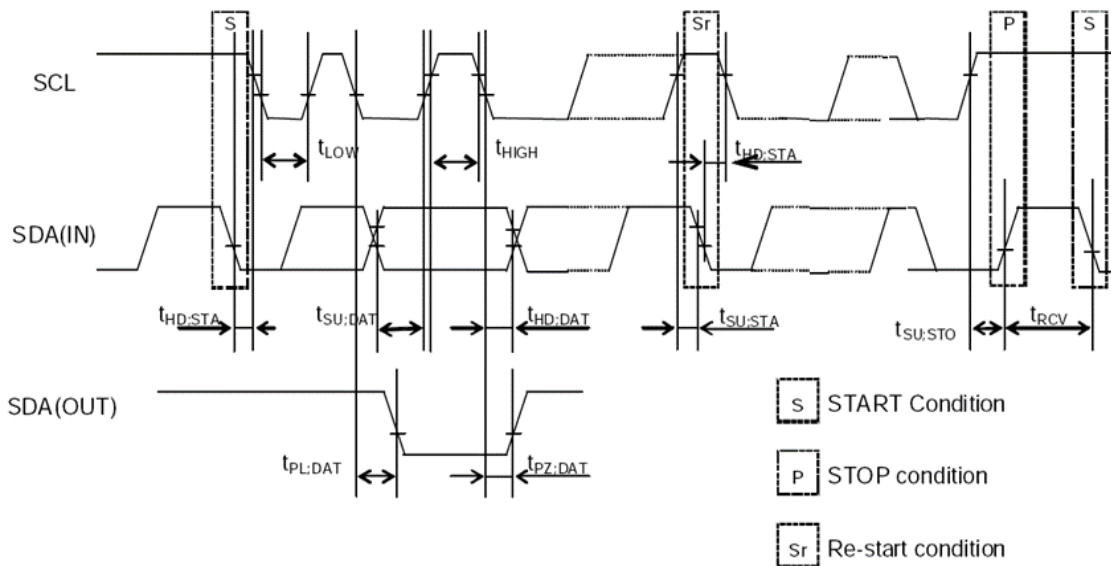 S Sr P S
SCL
tLOW tHIGH tHD;STA
SDA(IN)
tHD;STA tSU;DAT tHD;DAT tSU;STA tSU;STO tRCV
SDA(OUT)
S START Condition
tPL;DAT tPZ;DAT
P STOP condition
Sr Re-start condition